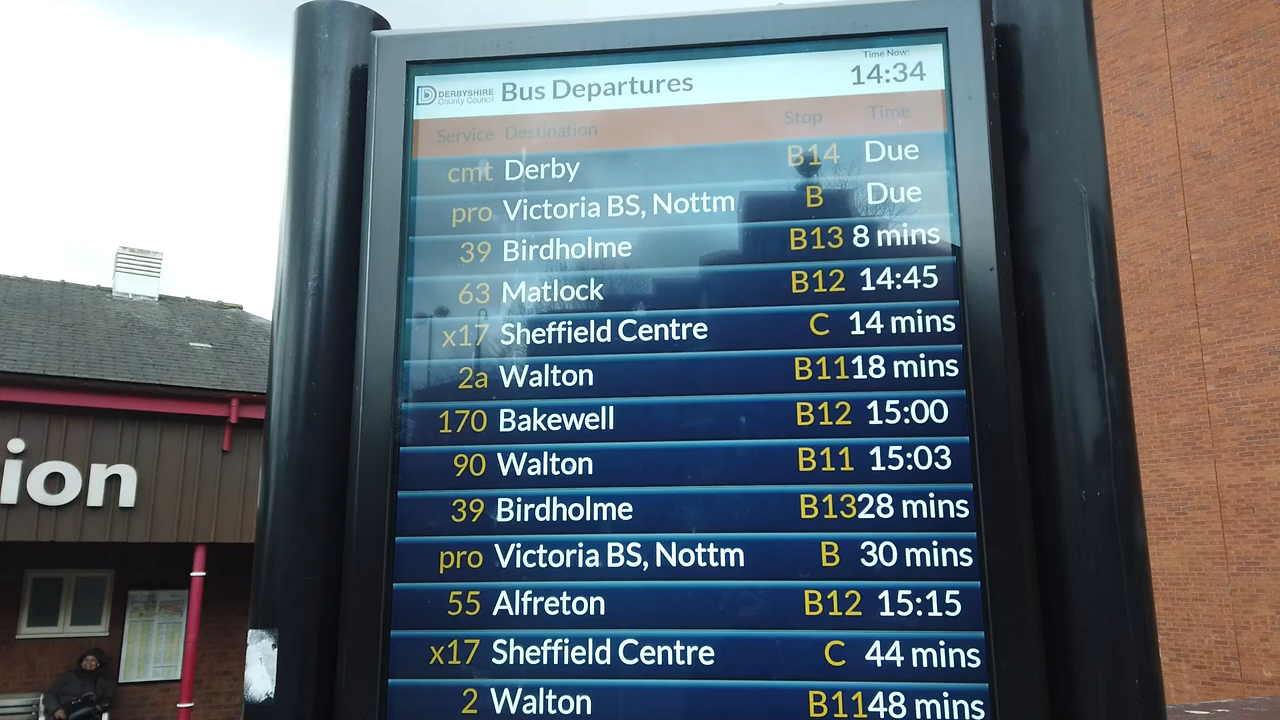 Time Now:
DERBYSHIRE
County Council
Bus Departures 14:34
Service Destination Stop Time
cmt Derby B14 Due
pro Victoria BS, Nottm B Due
39 Birdholme B13 8 mins
63 Matlock B12 14:45
x17 Sheffield Centre C 14 mins
2a Walton B11 18 mins
170 Bakewell B12 15:00
90 Walton B11 15:03
39 Birdholme B13 28 mins
pro Victoria BS, Nottm B 30 mins
55 Alfreton B12 15:15
x17 Sheffield Centre C 44 mins
2 Walton B11 48 mins
ion